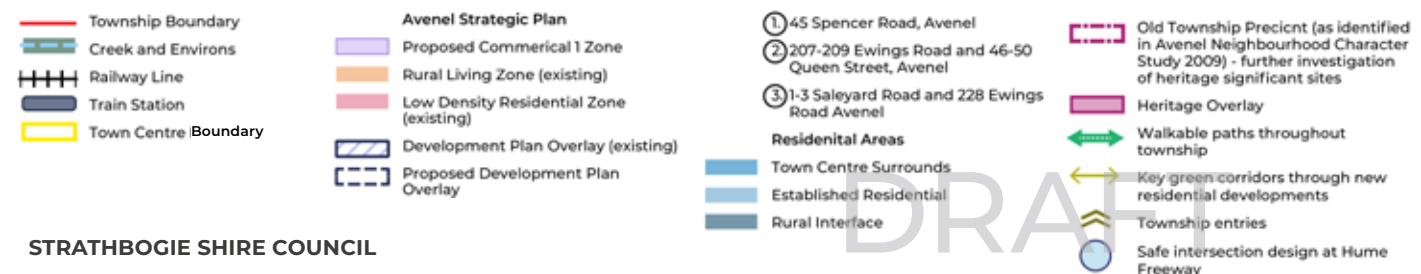 Township Boundary
Creek and Environs
Railway Line
Train Station
Town Centre Boundary
Avenel Strategic Plan
Proposed Commerical 1 Zone
Rural Living Zone (existing)
Low Density Residential Zone
(existing)
Development Plan Overlay (existing)
Proposed Development Plan
Overlay
1. 45 Spencer Road, Avenel
2. 207-209 Ewings Road and 46-50
Queen Street, Avenel
3. 1-3 Saleyard Road and 228 Ewings
Road Avenel
Residenital Areas
Town Centre Surrounds
Established Residential
Rural Interface
Old Township Precicnt (as identified
in Avenel Neighbourhood Character
Study 2009) - further investigation
of heritage significant sites
Heritage Overlay
Walkable paths throughout
township
Key green corridors through new
residential developments
Township entries
Safe intersection design at Hume
Freeway
STRATHBOGIE SHIRE COUNCIL
DRAFT